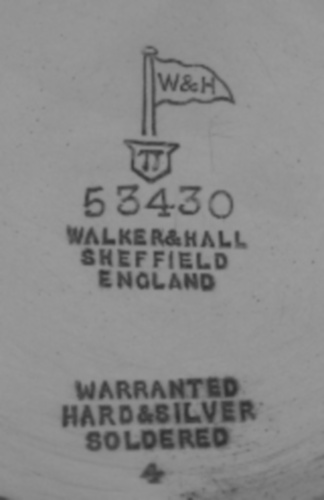 W&H
53430
WALKER&HALL
SHEFFIELD
ENGLAND
WARRANTED
HARD&SILVER
SOLDERED
4